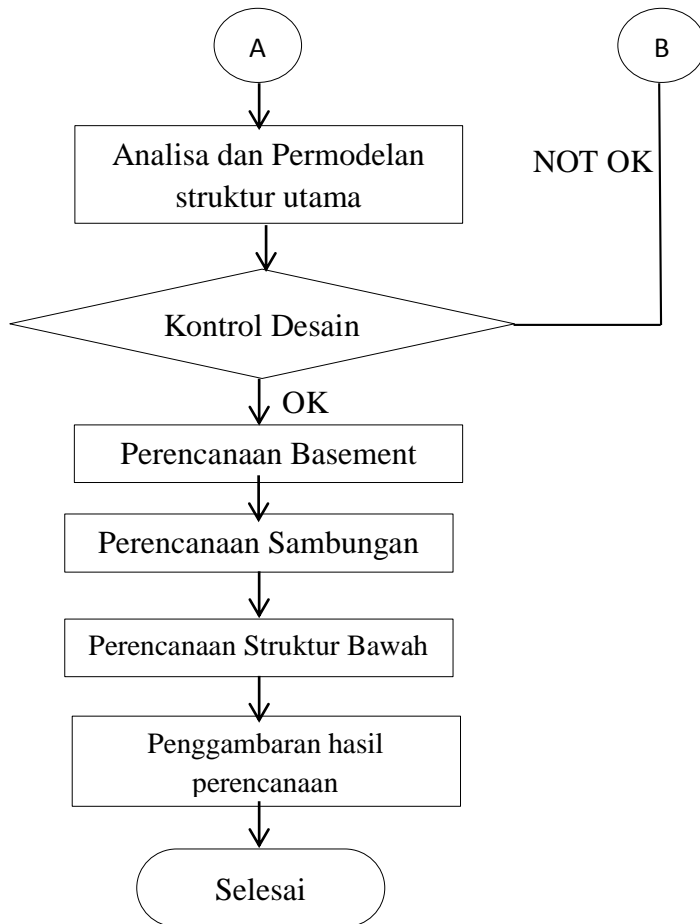 A
B
Analisa dan Permodelan
struktur utama
NOT OK
Kontrol Desain
OK
Perencanaan Basement
Perencanaan Sambungan
Perencanaan Struktur Bawah
Penggambaran hasil
perencanaan
Selesai